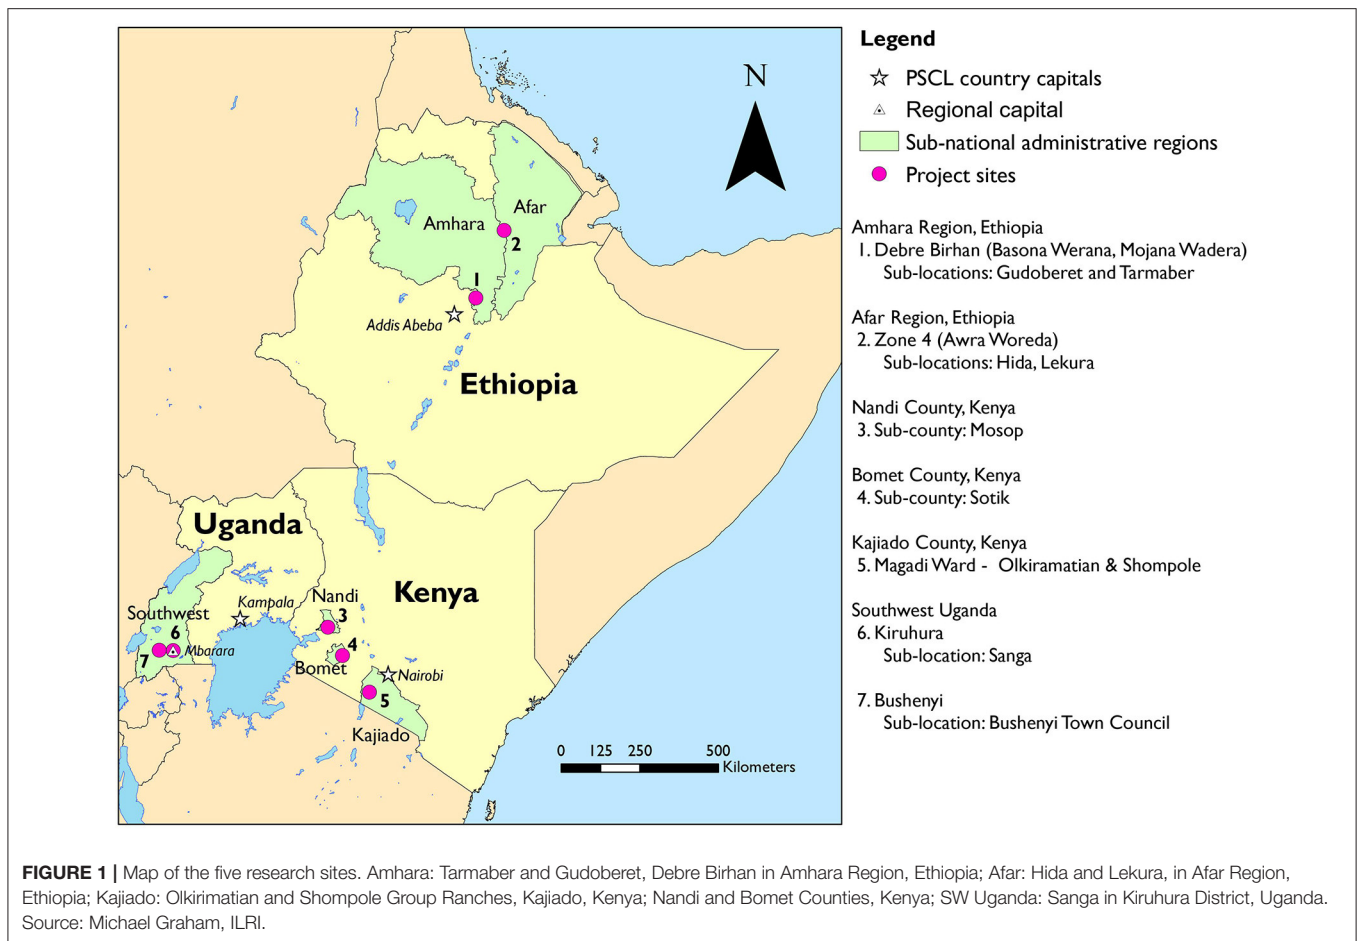 N
Amhara
Afar
2
1
Addis Abeba
Ethiopia
Uganda
Kenya
Kampala
Nandi
3
Southwest
6
7
Mbarara
4
Bomet
Nairobi
5
Kajiado
0 125 250 500
Kilometers
Legend
PSCL country capitals
Regional capital
Sub-national administrative regions
Project sites
Amhara Region, Ethiopia
1. Debre Birhan (Basona Werana, Mojana Wadera)
Sub-locations: Gudoberet and Tarmaber
Afar Region, Ethiopia
2. Zone 4 (Awra Woreda)
Sub-locations: Hida, Lekura
Nandi County, Kenya
3. Sub-county: Mosop
Bomet County, Kenya
4. Sub-county: Sotik
Kajiado County, Kenya
5. Magadi Ward - Olkiramatian & Shompole
Southwest Uganda
6. Kiruhura
Sub-location: Sanga
7. Bushenyi
Sub-location: Bushenyi Town Council
FIGURE 1 | Map of the five research sites. Amhara: Tarmaber and Gudoberet, Debre Birhan in Amhara Region, Ethiopia; Afar: Hida and Lekura, in Afar Region,
Ethiopia; Kajiado: Olkirimatian and Shompole Group Ranches, Kajiado, Kenya; Nandi and Bomet Counties, Kenya; SW Uganda: Sanga in Kiruhura District, Uganda.
Source: Michael Graham, ILRI.